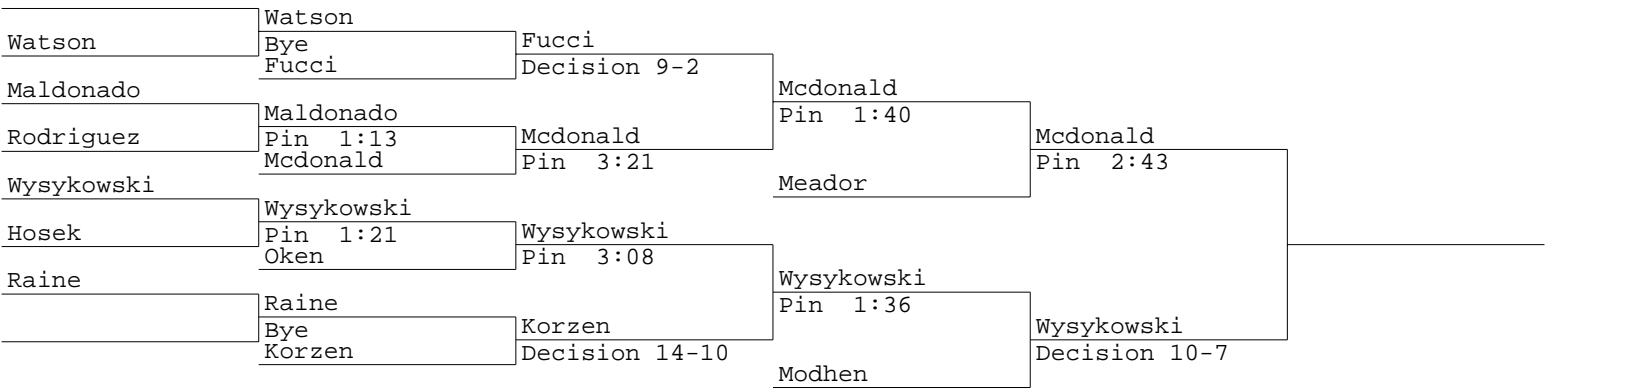 Watson
Watson
Bye
Fucci
Fucci
Decision 9-2
Maldonado
Rodriguez
Maldonado
Pin 1:13
Mcdonald
Mcdonald
Pin 3:21
Mcdonald
Pin 1:40
Meador
Mcdonald
Pin 2:43
Wysykowski
Hosek
Wysykowski
Pin 1:21
Oken
Wysykowski
Pin 3:08
Raine
Raine
Bye
Korzen
Korzen
Decision 14-10
Wysykowski
Pin 1:36
Modhen
Wysykowski
Decision 10-7